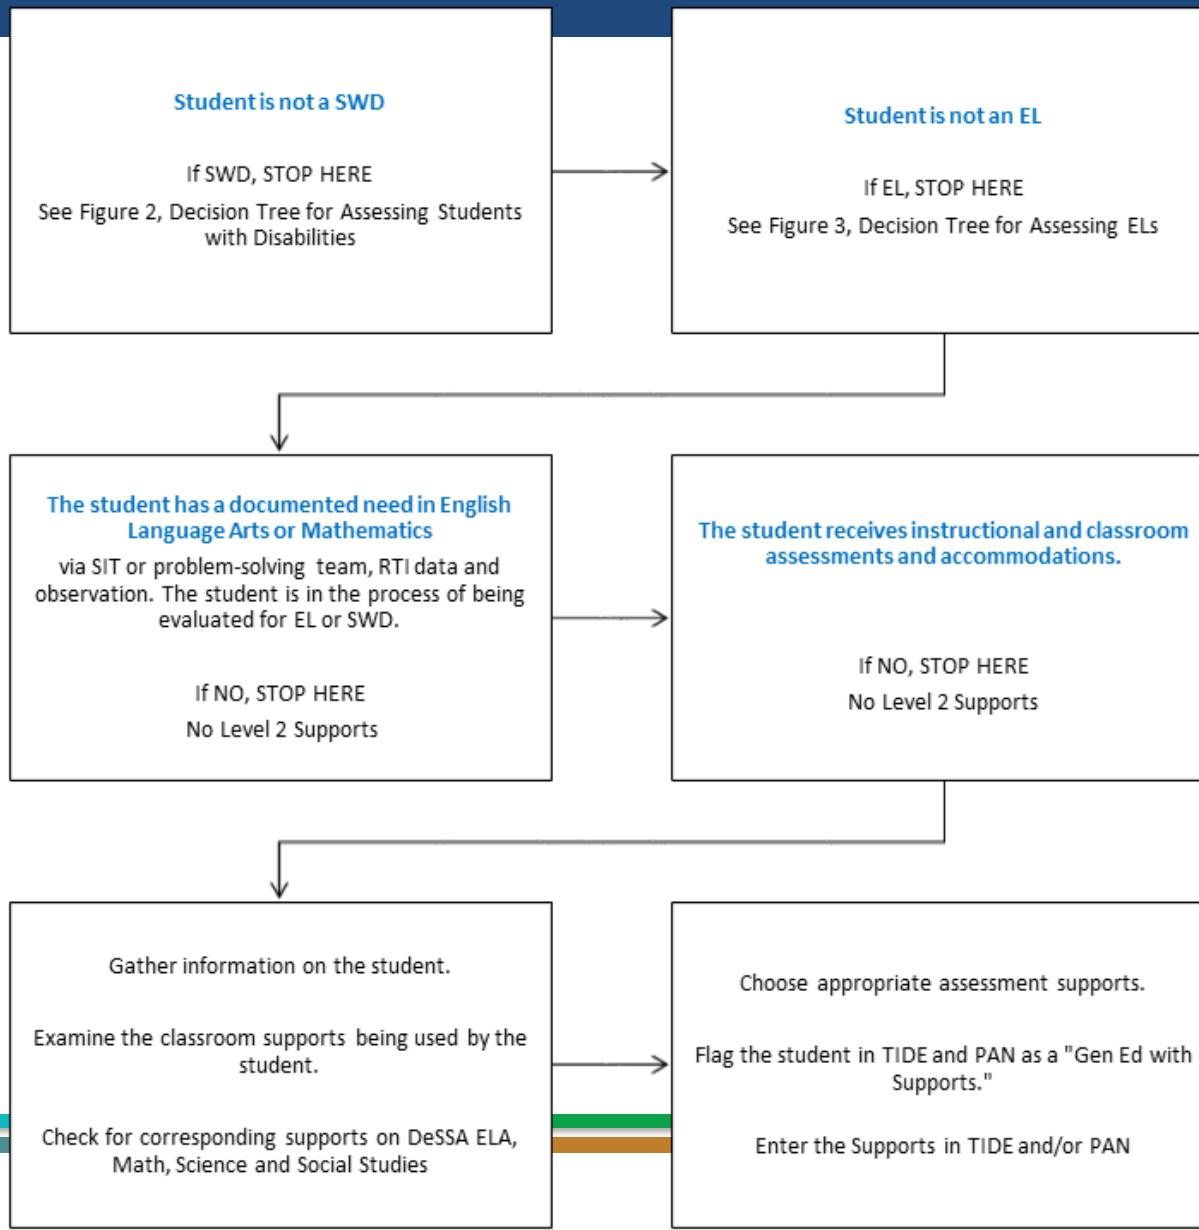 Student is not a SWD
If SWD, STOP HERE
See Figure 2, Decision Tree for Assessing Students
with Disabilities
Student is not an EL
If EL, STOP HERE
See Figure 3, Decision Tree for Assessing ELs
The student has a documented need in English
Language Arts or Mathematics
via SIT or problem-solving team, RTI data and
observation. The student is in the process of being
evaluated for EL or SWD.
If NO, STOP HERE
No Level 2 Supports
The student receives instructional and classroom
assessments and accommodations.
If NO, STOP HERE
No Level 2 Supports
Gather information on the student.
Examine the classroom supports being used by the
student.
Check for corresponding supports on DeSSA ELA,
Math, Science and Social Studies
Choose appropriate assessment supports.
Flag the student in TIDE and PAN as a "Gen Ed with
Supports."
Enter the Supports in TIDE and/or PAN